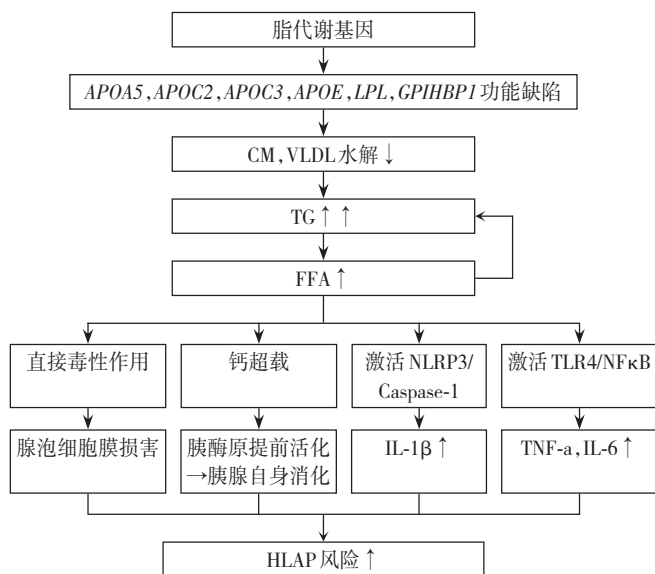 脂代谢基因
APOA5,APOC2,APOC3,APOE,LPL,GPIHBP1功能缺陷
CM,VLDL水解↓
TG↑↑
FFA↑
直接毒性作用
钙超载
激活NLRP3/
Caspase-1
激活TLR4/NFκB
腺泡细胞膜损害
胰酶原提前活化
→胰腺自身消化
IL-1β↑
TNF-a,IL-6↑
HLAP风险↑